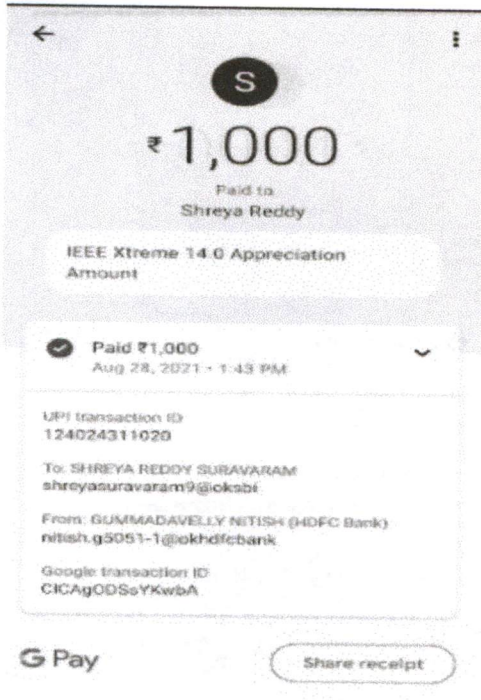 S
₹1,000
Paid to
Shreya Reddy
IEEE Xtreme 14.0 Appreciation
Amount
Paid ₹1,000
Aug 28, 2021 • 1:43 PM
UPI transaction ID
124024311020
To: SHREYA REDDY SURAVARAM
shreyasuravaram9@oksbi
From: GUMMADAVELLY NITISH (HDFC Bank)
nitish.g5051-1@okhdfcbank
Google transaction ID
CICAgODSsYKwbA
G Pay
Share receipt